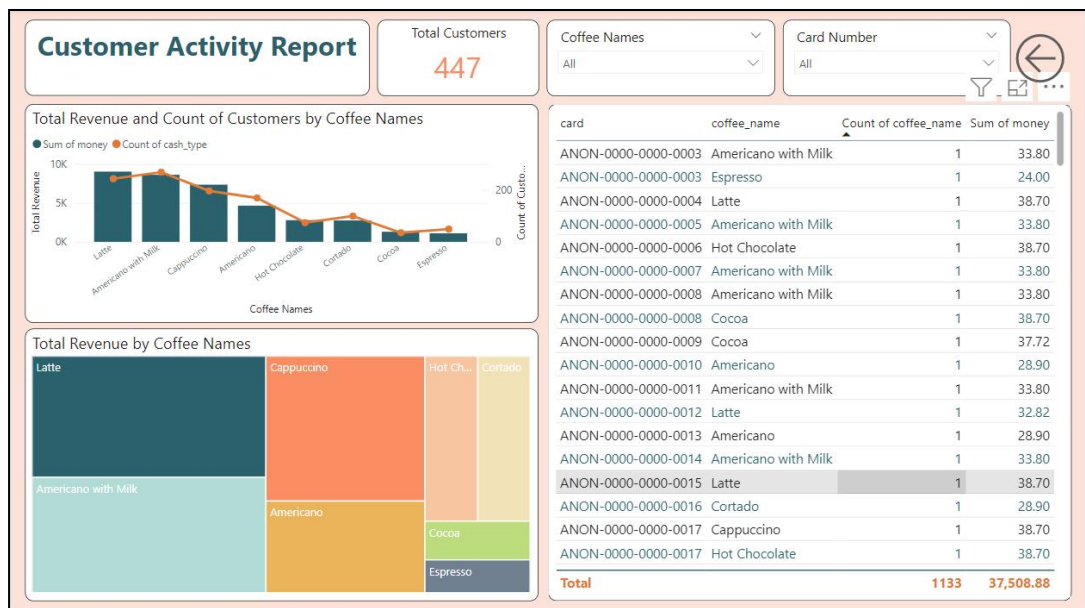 Customer Activity Report
Total Customers
447
Coffee Names
All
Card Number
All
Total Revenue and Count of Customers by Coffee Names
Sum of money Count of cash_type
10K
5K
0K
Total Revenue
200
0
Count of Custo...
Latte
Americano with Milk
Cappuccino
Americano
Hot Chocolate
Cortado
Cocoa
Espresso
Coffee Names
Total Revenue by Coffee Names
Latte
Americano with Milk
Cappuccino
Americano
Hot Ch...
Cortado
Cocoa
Espresso
card coffee_name Count of coffee_name Sum of money
ANON-0000-0000-0003 Americano with Milk 1 33.80
ANON-0000-0000-0003 Espresso 1 24.00
ANON-0000-0000-0004 Latte 1 38.70
ANON-0000-0000-0005 Americano with Milk 1 33.80
ANON-0000-0000-0006 Hot Chocolate 1 38.70
ANON-0000-0000-0007 Americano with Milk 1 33.80
ANON-0000-0000-0008 Americano with Milk 1 33.80
ANON-0000-0000-0008 Cocoa 1 38.70
ANON-0000-0000-0009 Cocoa 1 37.72
ANON-0000-0000-0010 Americano 1 28.90
ANON-0000-0000-0011 Americano with Milk 1 33.80
ANON-0000-0000-0012 Latte 1 32.82
ANON-0000-0000-0013 Americano 1 28.90
ANON-0000-0000-0014 Americano with Milk 1 33.80
ANON-0000-0000-0015 Latte 1 38.70
ANON-0000-0000-0016 Cortado 1 28.90
ANON-0000-0000-0017 Cappuccino 1 38.70
ANON-0000-0000-0017 Hot Chocolate 1 38.70
Total 1133 37,508.88